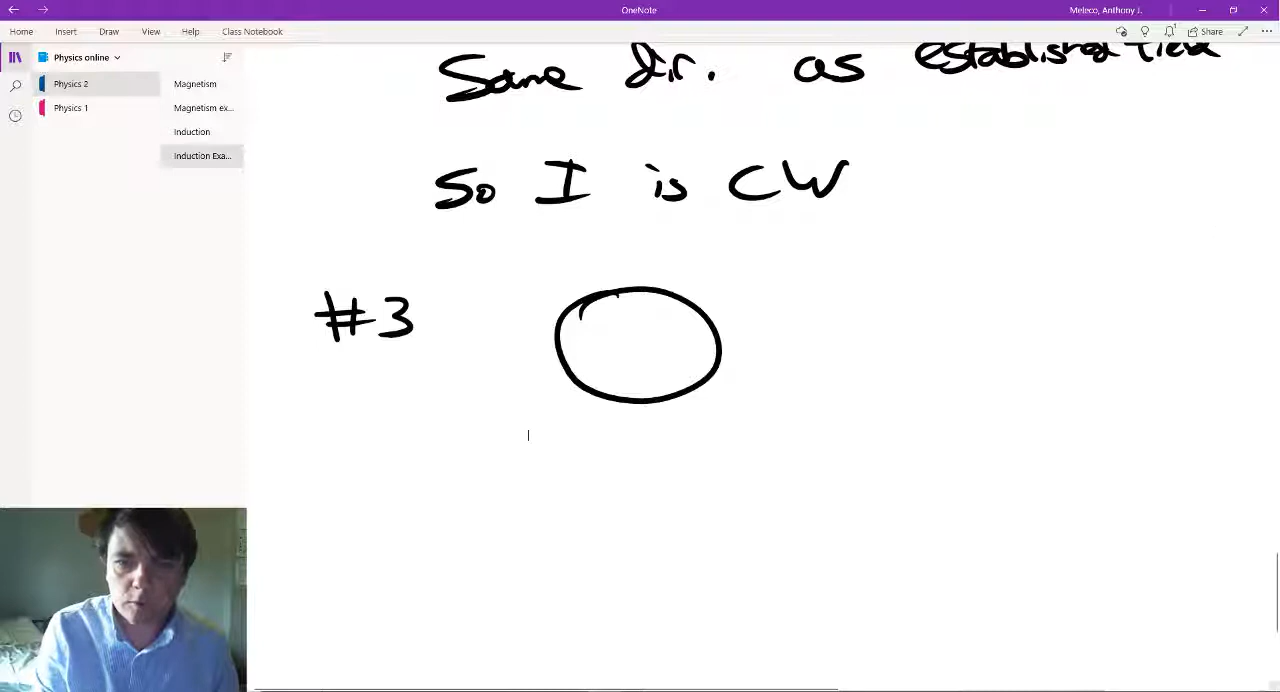 OneNote
Meleco, Anthony J.
Home Insert Draw View Help Class Notebook
1 Share
Physics online
Physics 2
Physics 1
Magnetism
Magnetism ex...
Induction
Induction Exa...
Same dir. as established field
So I is CW
#3